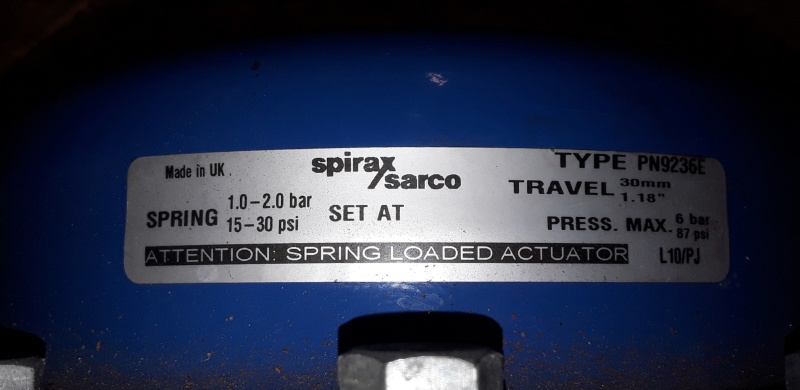 Made in UK
spirax
sarco
TYPE PN9236E
TRAVEL 30mm
1.18"
SPRING 1.0–2.0 bar
15–30 psi
SET AT
PRESS. MAX. 6 bar
87 psi
ATTENTION: SPRING LOADED ACTUATOR
L10/PJ